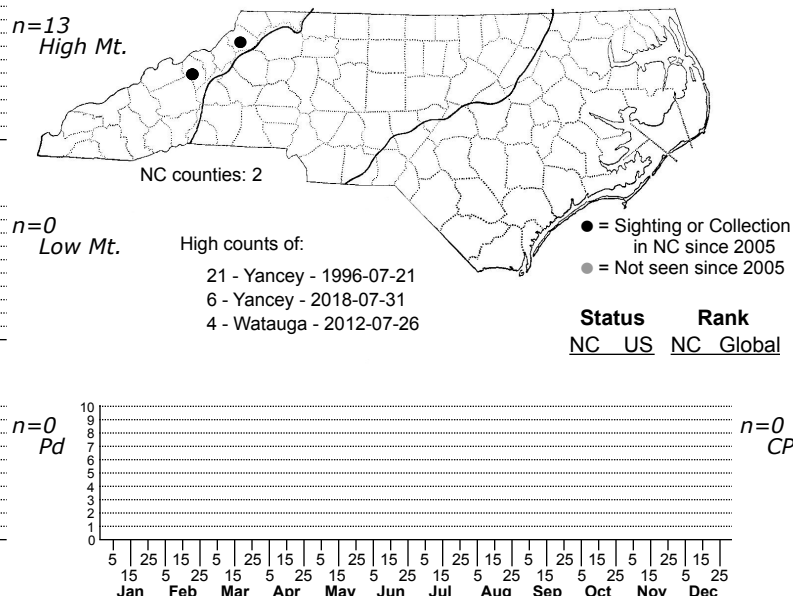 n=13
High Mt.
NC counties: 2
n=0
Low Mt.
High counts of:
21 - Yancey - 1996-07-21
6 - Yancey - 2018-07-31
4 - Watauga - 2012-07-26
● = Sighting or Collection
in NC since 2005
● = Not seen since 2005
Status Rank
NC US NC Global
n=0
Pd
10
9
8
7
6
5
4
3
2
1
0
n=0
CP
5 25 15 5 25 15 5 25 15 5 25 15 5 25 15 5 25 15
15 5 25 15 5 25 15 5 25 15 5 25 15 5 25 15 5 25
Jan Feb Mar Apr May Jun Jul Aug Sep Oct Nov Dec